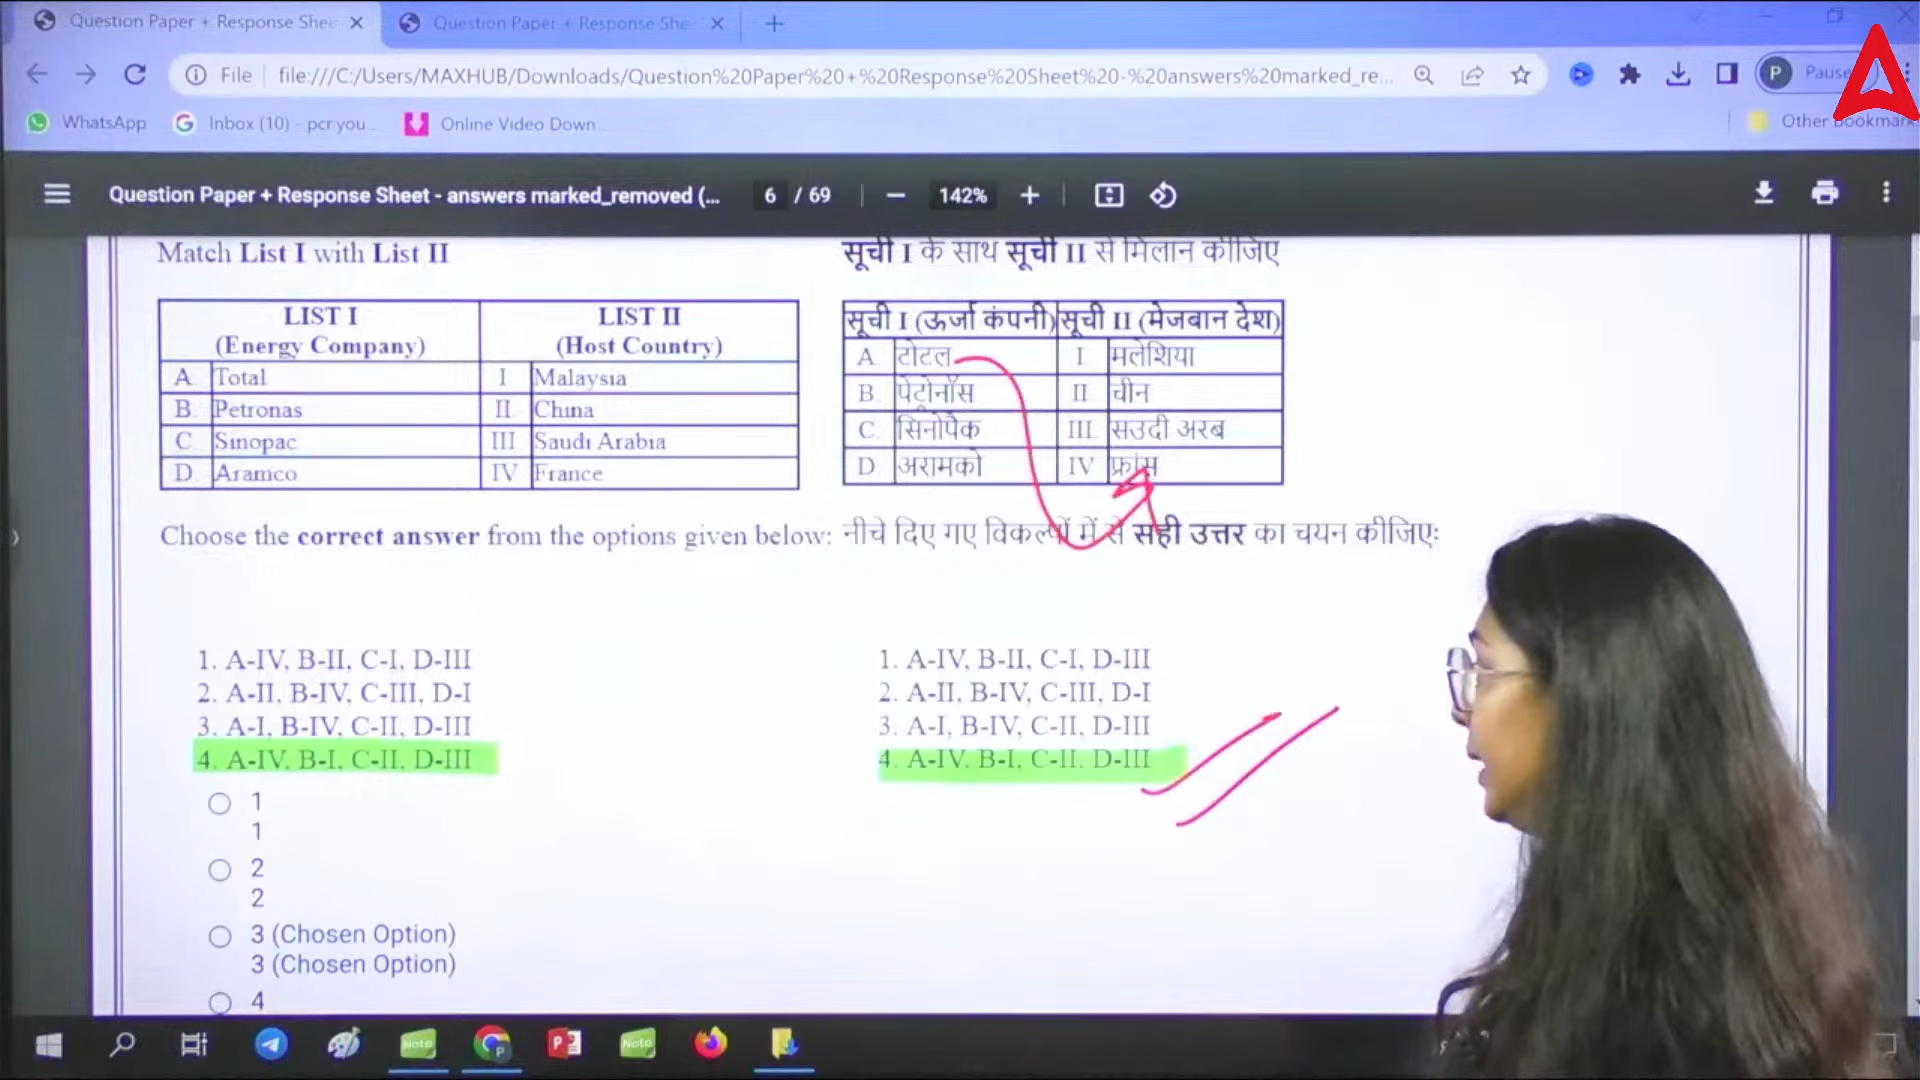 Question Paper + Response She
Question Paper + Response She
File
file:///C:/Users/MAXHUB/Downloads/Question%20Paper%20+%20Response%20Sheet%20-%20answers%20marked_re...
P
Pause
WhatsApp
Inbox (10) - pcr you...
Online Video Down...
Other bookmark
Question Paper + Response Sheet - answers marked_removed (...
6 / 69
142%
Match List I with List II
LIST I
(Energy Company)
LIST II
(Host Country)
A. Total I Malaysia
B. Petronas II China
C. Sinopac III Saudi Arabia
D. Aramco IV France
Choose the correct answer from the options given below:
1. A-IV, B-II, C-I, D-III
2. A-II, B-IV, C-III, D-I
3. A-I, B-IV, C-II, D-III
4. A-IV, B-I, C-II, D-III
सूची I के साथ सूची II से मिलान कीजिए
सूची I (ऊर्जा कंपनी) सूची II (मेजबान देश)
A. टोटल I मलेशिया
B. पेट्रोनॉस II चीन
C. सिनोपैक III सउदी अरब
D अरामको IV फ्रांस
नीचे दिए गए विकल्पों में से सही उत्तर का चयन कीजिए:
1. A-IV, B-II, C-I, D-III
2. A-II, B-IV, C-III, D-I
3. A-I, B-IV, C-II, D-III
4. A-IV, B-I, C-II, D-III
1
1
2
2
3 (Chosen Option)
3 (Chosen Option)
4
Note
P
P
Note